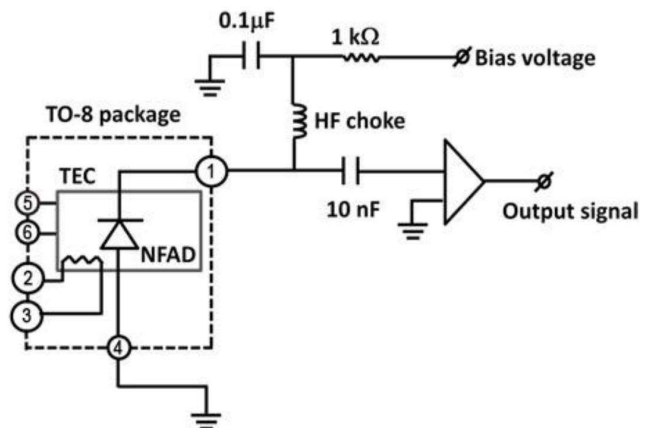 0.1μF
1 kΩ
Bias voltage
TO-8 package
HF choke
1
TEC
5
6
10 nF
Output signal
NFAD
2
3
4